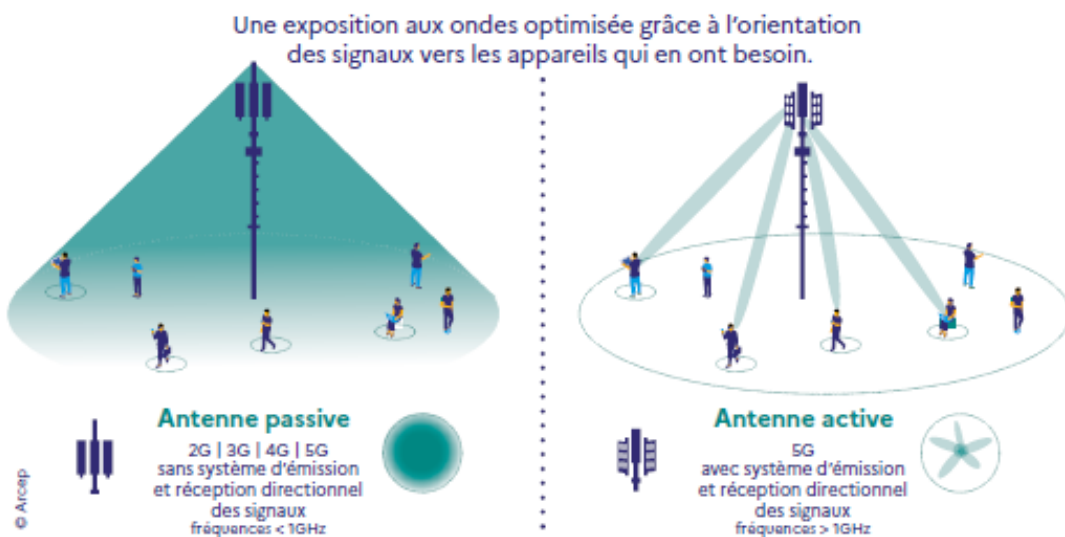 Une exposition aux ondes optimisée grâce à l'orientation
des signaux vers les appareils qui en ont besoin.
Antenne passive
2G | 3G | 4G | 5G
sans système d'émission
et réception directionnel
des signaux
fréquences < 1GHz
Antenne active
5G
avec système d'émission
et réception directionnel
des signaux
fréquences > 1GHz
© Arcep